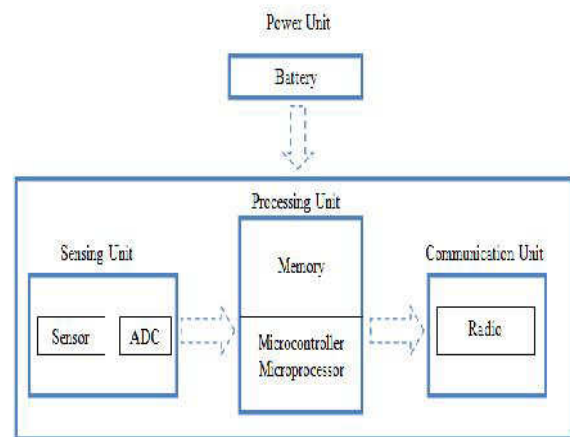 Power Unit
Battery
Processing Unit
Sensing Unit
Memory
Communication Unit
Sensor
ADC
Microcontroller
Microprocessor
Radio